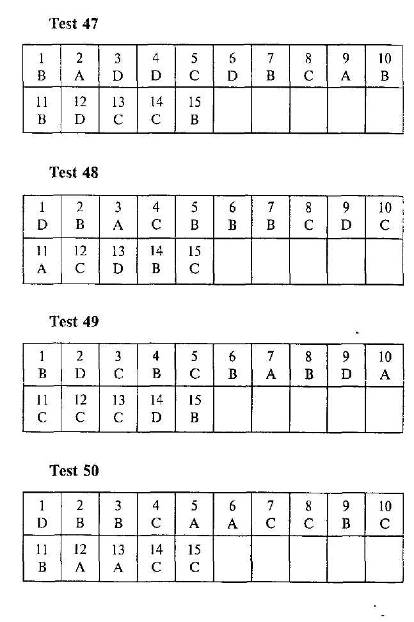 Test 47
1 2 3 4 5 6 7 8 9 10
B A D D C D B C A B
11 12 13 14 15
B D C C B
Test 48
1 2 3 4 5 6 7 8 9 10
D B A C B B B C D C
11 12 13 14 15
A C D B C
Test 49
1 2 3 4 5 6 7 8 9 10
B D C B C B A B D A
11 12 13 14 15
C C C D B
Test 50
1 2 3 4 5 6 7 8 9 10
D B B C A A C C B C
11 12 13 14 15
B A A C C